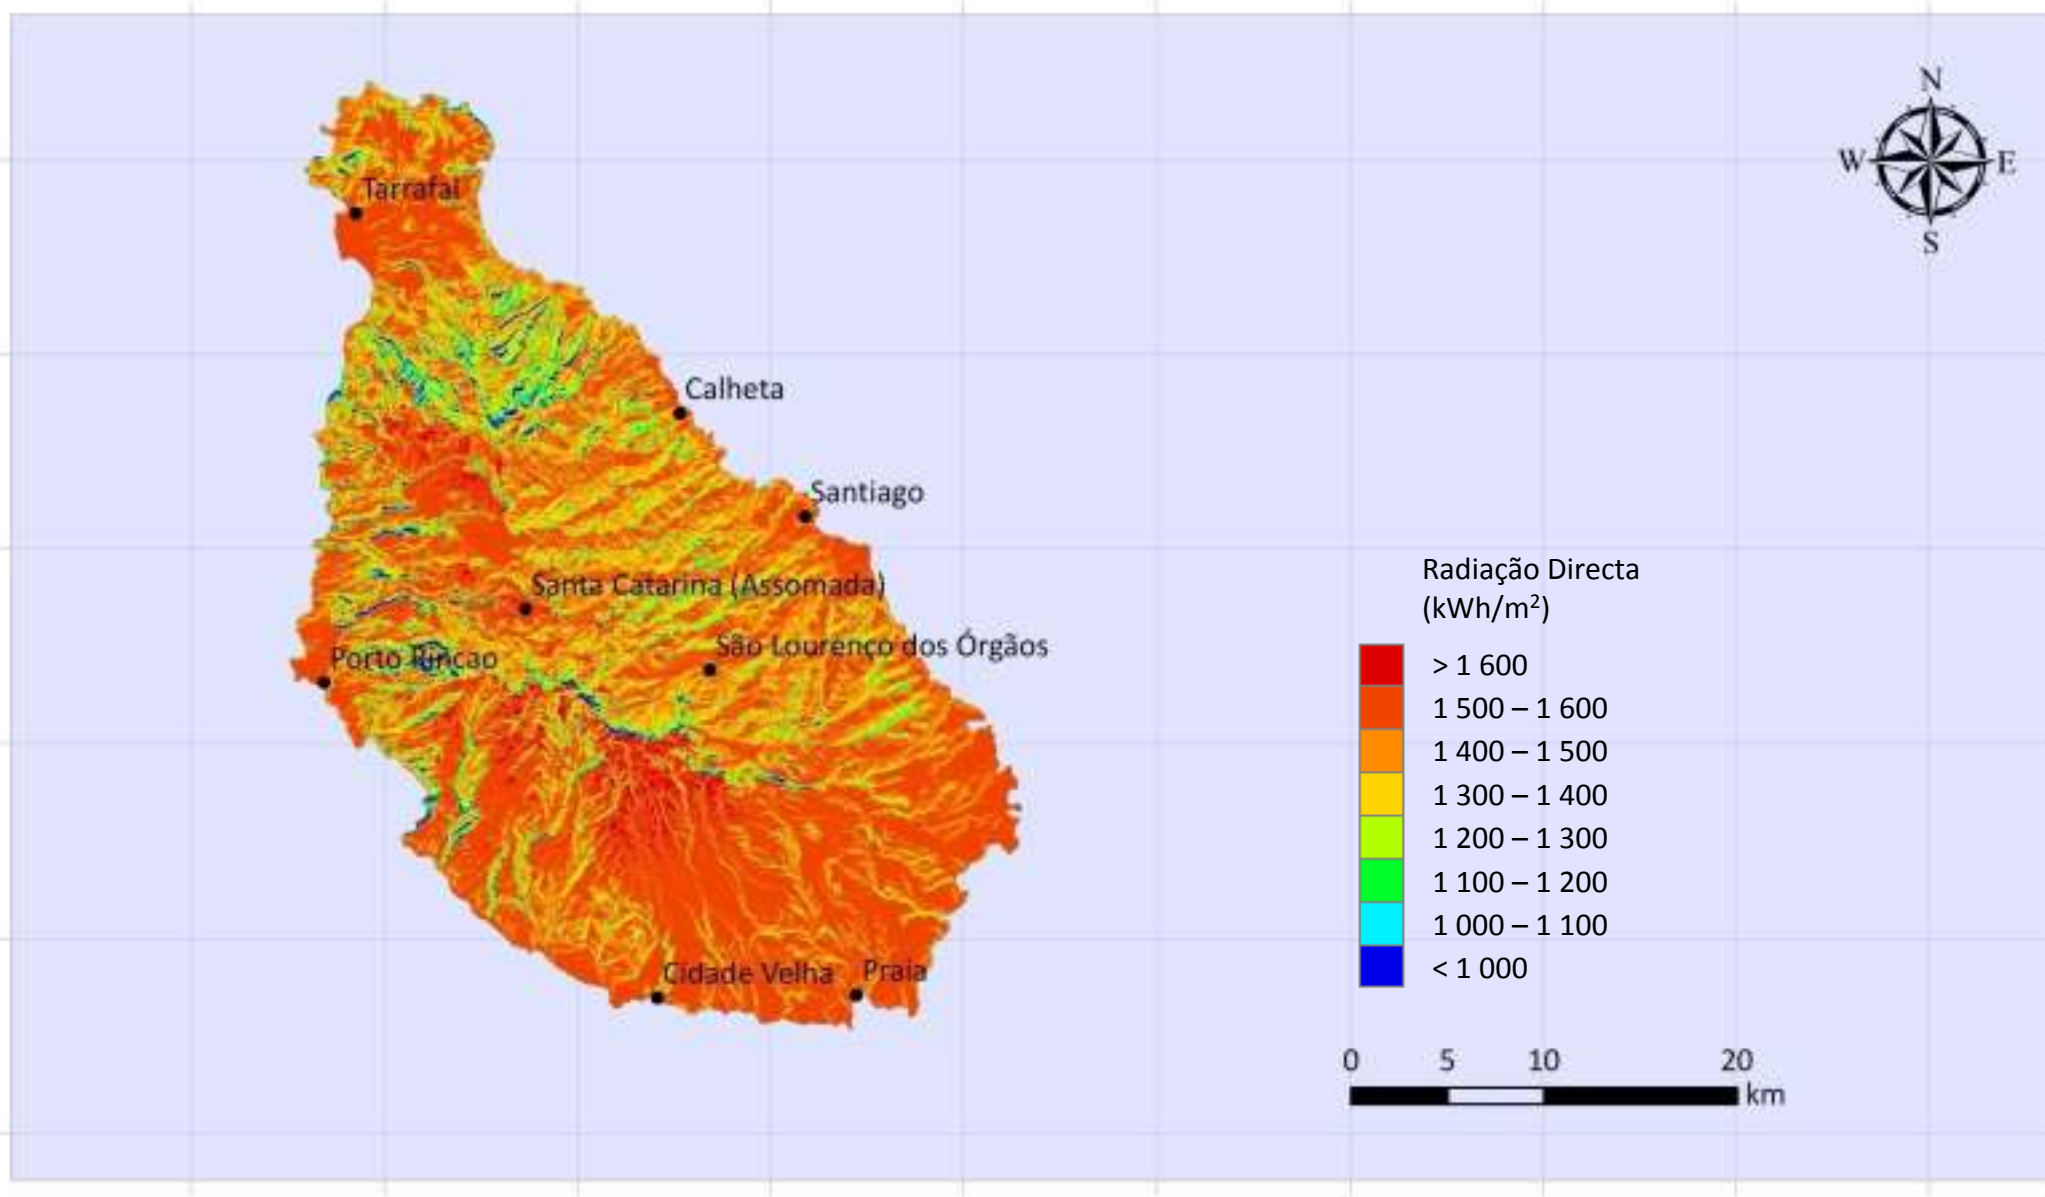 N
W E
S
Tarrafal
Calheta
Santiago
Santa Catarina (Assomada)
São Lourenço dos Órgãos
Porto Rincao
Cidade Velha
Praia
Radiação Directa
(kWh/m²)
> 1 600
1 500 – 1 600
1 400 – 1 500
1 300 – 1 400
1 200 – 1 300
1 100 – 1 200
1 000 – 1 100
< 1 000
0 5 10 20
km